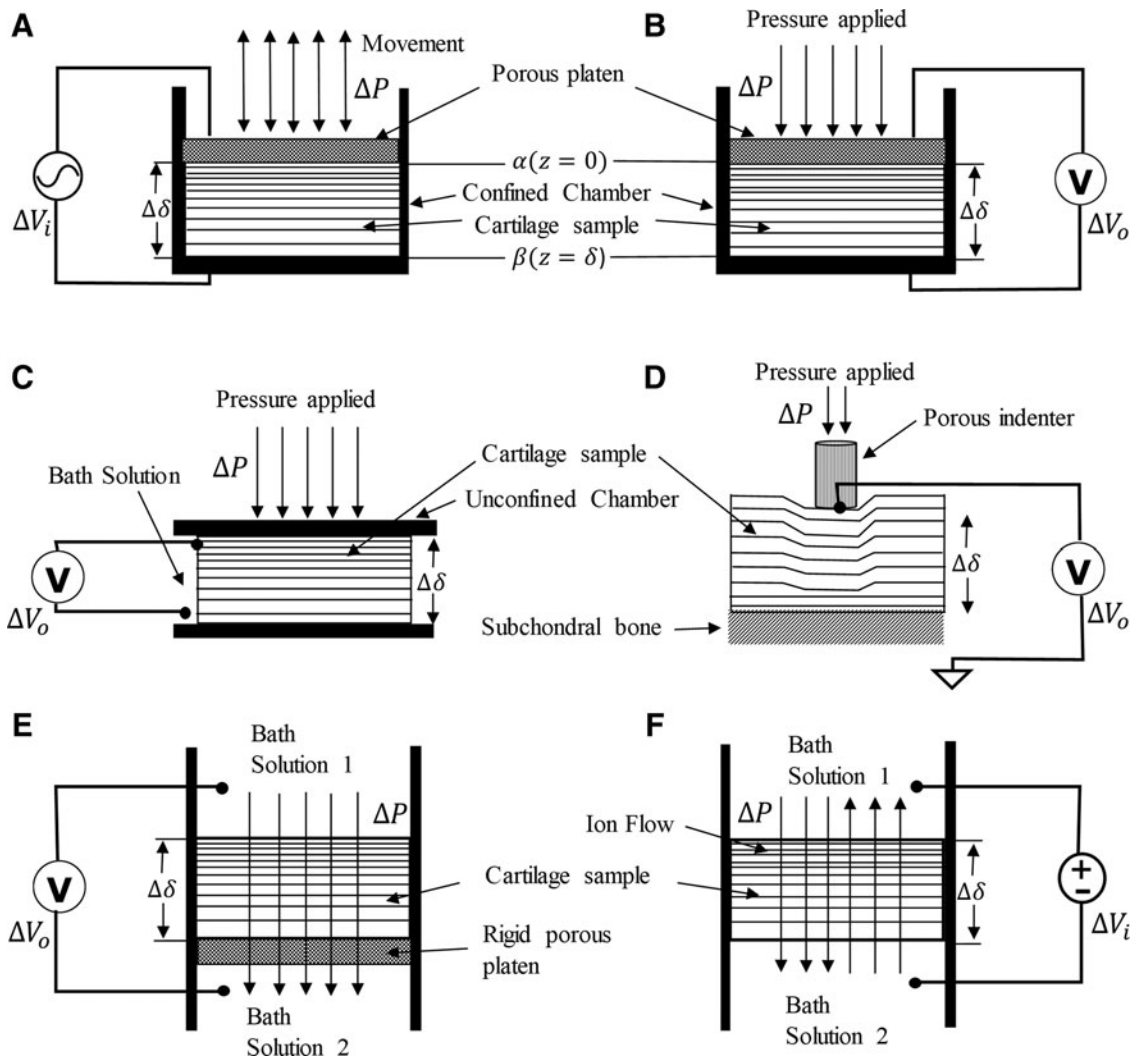 A
Movement
ΔP
ΔV_i
Δδ
B
Pressure applied
ΔP
Porous platen
α(z = 0)
Confined Chamber
Cartilage sample
β(z = δ)
Δδ
V
ΔV_o
C
Pressure applied
ΔP
Bath Solution
Cartilage sample
Unconfined Chamber
V
ΔV_o
Δδ
D
Pressure applied
ΔP
Porous indenter
Δδ
V
ΔV_o
Subchondral bone
E
Bath
Solution 1
ΔP
V
ΔV_o
Δδ
Cartilage sample
Rigid porous
platen
Bath
Solution 2
F
Bath
Solution 1
ΔP
Ion Flow
Δδ
+
-
ΔV_i
Bath
Solution 2